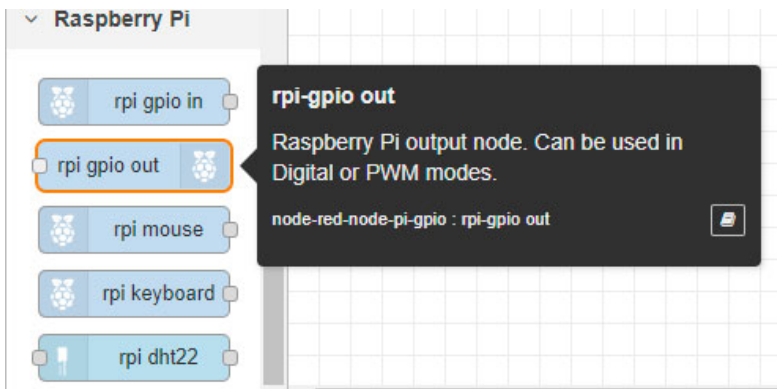 Raspberry Pi
rpi gpio in
rpi gpio out
rpi mouse
rpi keyboard
rpi dht22
rpi-gpio out
Raspberry Pi output node. Can be used in
Digital or PWM modes.
node-red-node-pi-gpio : rpi-gpio out